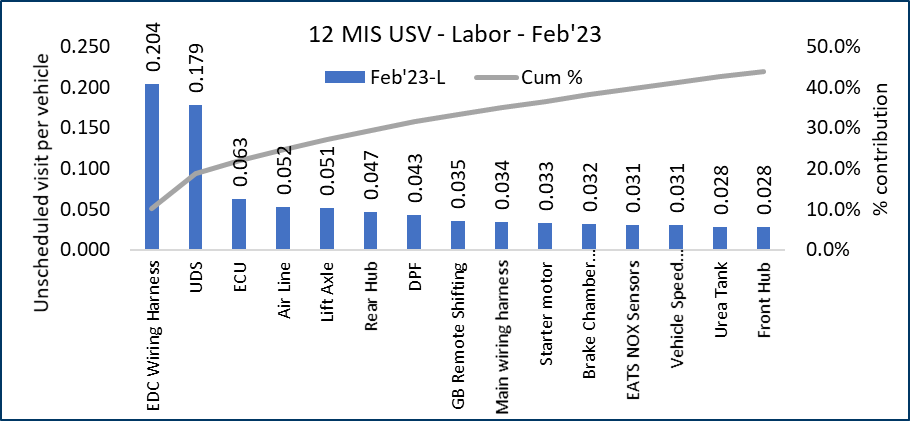 12 MIS USV - Labor - Feb'23
Feb'23-L
Cum %
Unscheduled visit per vehicle
0.250
0.200
0.150
0.100
0.050
0.000
0.204
0.179
0.063
0.052
0.051
0.047
0.043
0.035
0.034
0.033
0.032
0.031
0.031
0.028
0.028
50.0%
40.0%
30.0%
20.0%
10.0%
0.0%
% contribution
EDC Wiring Harness
UDS
ECU
Air Line
Lift Axle
Rear Hub
DPF
GB Remote Shifting
Main wiring harness
Starter motor
Brake Chamber...
EATS NOX Sensors
Vehicle Speed...
Urea Tank
Front Hub